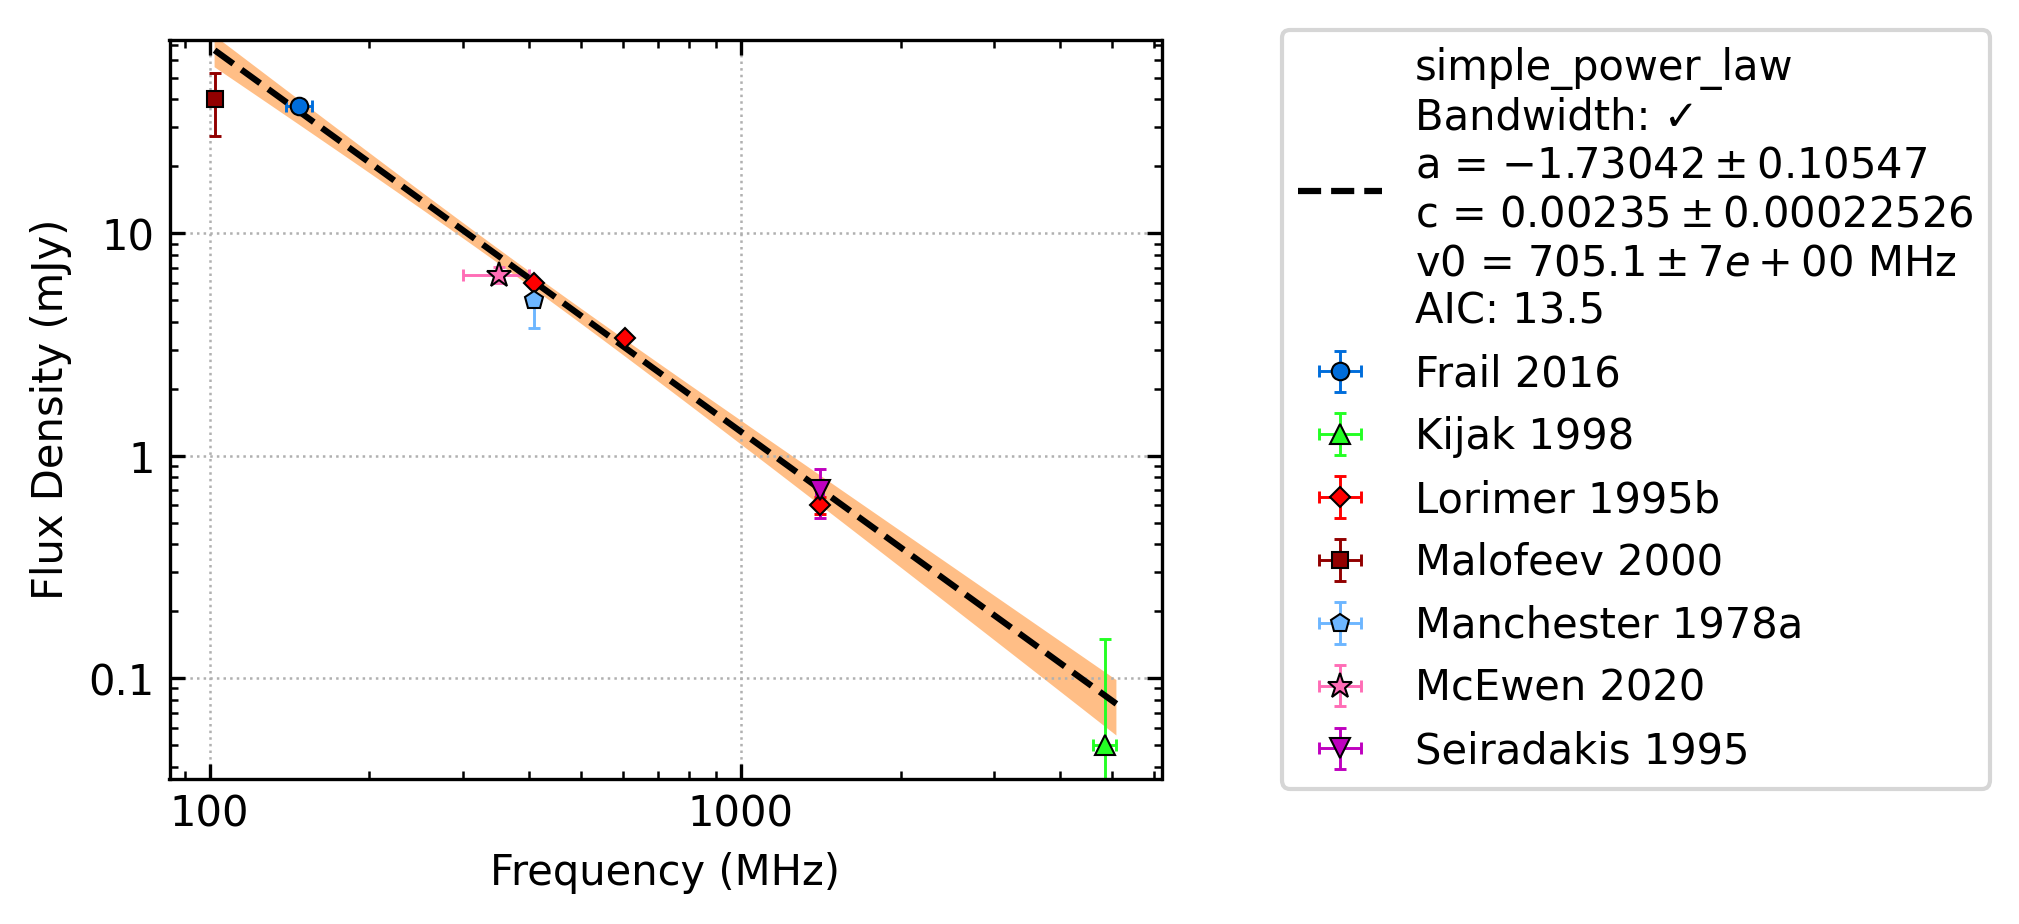 simple_power_law
Bandwidth: ✓
a = −1.73042 ± 0.10547
c = 0.00235 ± 0.00022526
v0 = 705.1 ± 7e + 00 MHz
AIC: 13.5
Frail 2016
Kijak 1998
Lorimer 1995b
Malofeev 2000
Manchester 1978a
McEwen 2020
Seiradakis 1995
Flux Density (mJy)
10
1
0.1
100
1000
Frequency (MHz)